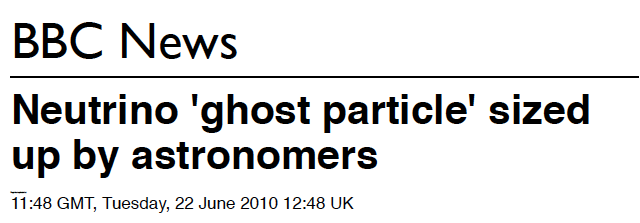 BBC News
Neutrino 'ghost particle' sized
up by astronomers
11:48 GMT, Tuesday, 22 June 2010 12:48 UK